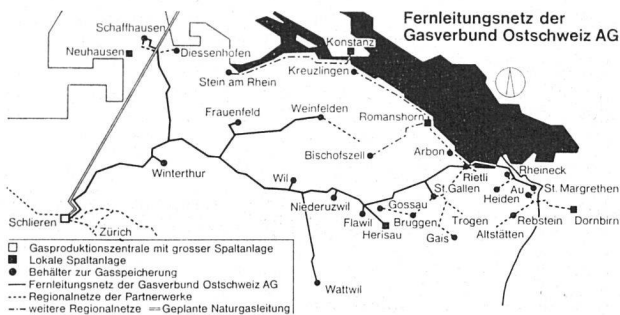 Fernleitungsnetz der
Gasverbund Ostschweiz AG
Schaffhausen
Neuhausen
Diessenhofen
Konstanz
Stein am Rhein
Kreuzlingen
Frauenfeld
Weinfelden
Romanshorn
Bischofszell
Arbon
Winterthur
Rietli
Rheineck
Wil
St.Gallen
Heiden
Au
St. Margrethen
Schlieren
Zürich
Niederuzwil
Gossau
Flawil
Bruggen
Trogen
Rebstein
Dornbirn
Herisau
Gais
Altstätten
Wattwil
Gasproduktionszentrale mit grosser Spaltanlage
Lokale Spaltanlage
Behälter zur Gasspeicherung
Fernleitungsnetz der Gasverbund Ostschweiz AG
Regionalnetze der Partnerwerke
weitere Regionalnetze
Geplante Naturgasleitung